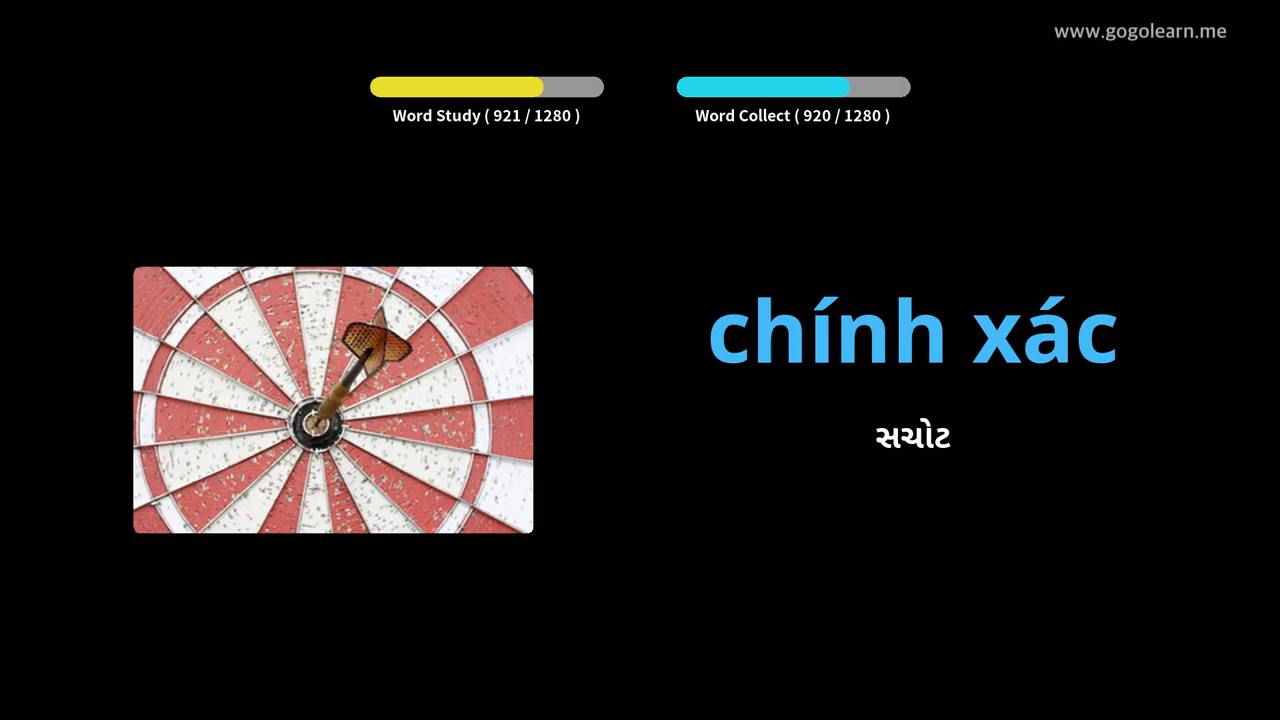 www.gogolearn.me
Word Study ( 921 / 1280 )
Word Collect ( 920 / 1280 )
chính xác
સચોટ